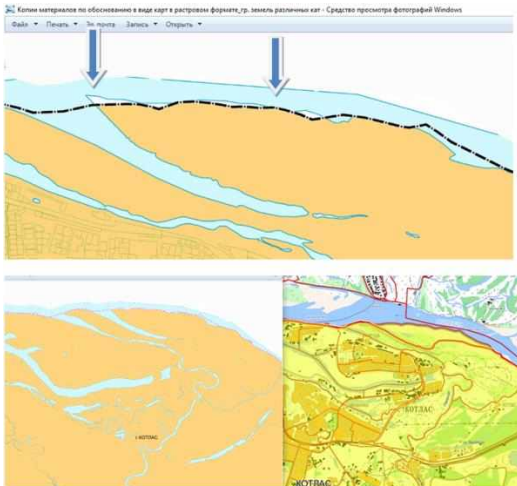 Копии материалов по обоснованию в виде карт в растровом формате_гр. земель различных кат - Средство просмотра фотографий Windows
Файл Печать Эл. почта Запись Открыть
г КОТЛАС
КОТЛАС
КОТЛАС